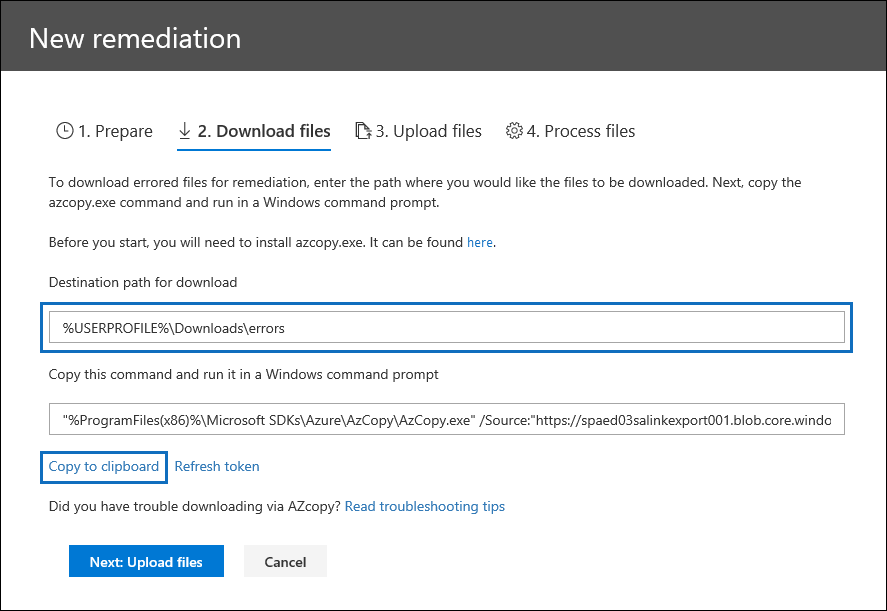 New remediation
1. Prepare 2. Download files 3. Upload files 4. Process files
To download errored files for remediation, enter the path where you would like the files to be downloaded. Next, copy the
azcopy.exe command and run in a Windows command prompt.
Before you start, you will need to install azcopy.exe. It can be found here.
Destination path for download
%USERPROFILE%\Downloads\errors
Copy this command and run it in a Windows command prompt
"%ProgramFiles(x86)%\Microsoft SDKs\Azure\AzCopy\AzCopy.exe" /Source:"https://spaed03salinkexport001.blob.core.windo
Copy to clipboard Refresh token
Did you have trouble downloading via AZcopy? Read troubleshooting tips
Next: Upload files Cancel